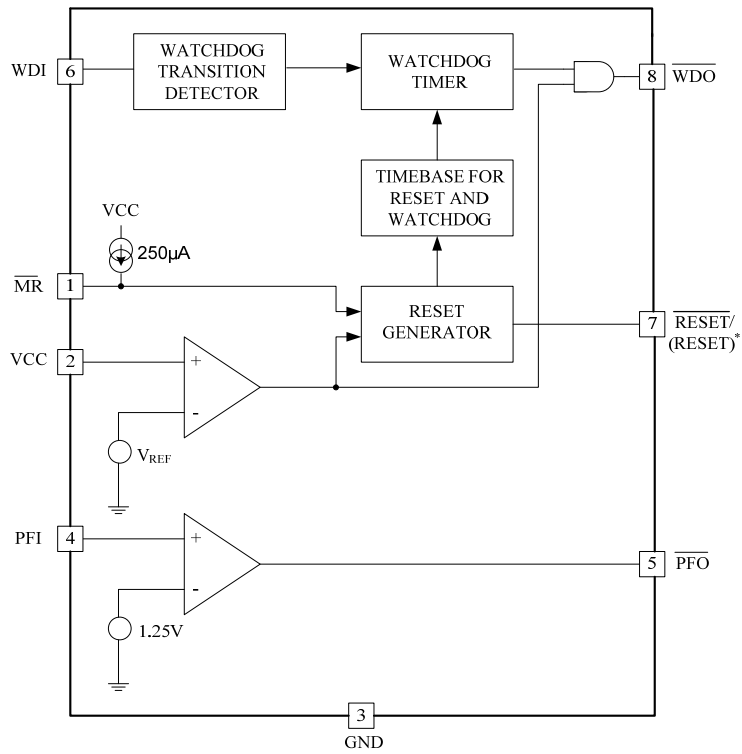 WDI
6
WATCHDOG
TRANSITION
DETECTOR
WATCHDOG
TIMER
8
WDO
TIMEBASE FOR
RESET AND
WATCHDOG
VCC
250µA
MR
1
RESET
GENERATOR
7
RESET/
(RESET)*
VCC
2
+
-
VREF
PFI
4
+
-
1.25V
5
PFO
3
GND